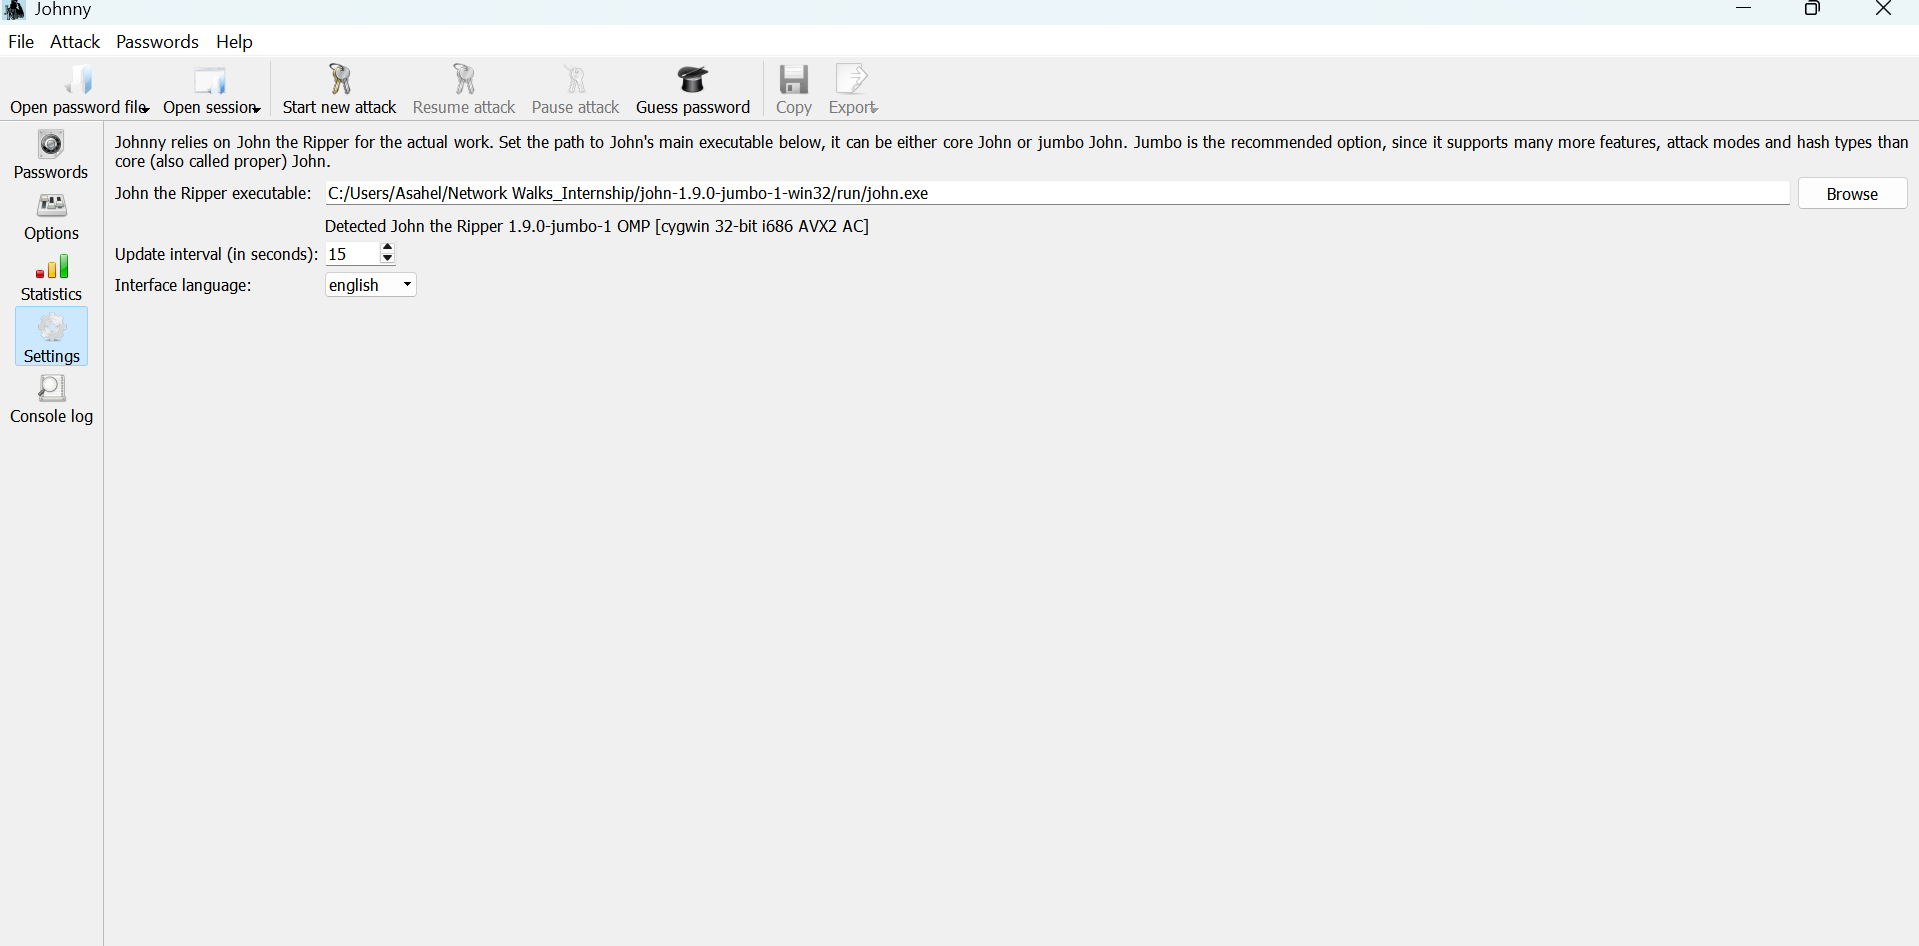 Johnny
File Attack Passwords Help
Open password file Open session Start new attack Resume attack Pause attack Guess password Copy Export
Passwords
Options
Statistics
Settings
Console log
Johnny relies on John the Ripper for the actual work. Set the path to John's main executable below, it can be either core John or jumbo John. Jumbo is the recommended option, since it supports many more features, attack modes and hash types than
core (also called proper) John.
John the Ripper executable: C:/Users/Asahel/Network Walks_Internship/john-1.9.0-jumbo-1-win32/run/john.exe Browse
Detected John the Ripper 1.9.0-jumbo-1 OMP [cygwin 32-bit i686 AVX2 AC]
Update interval (in seconds): 15
Interface language: english